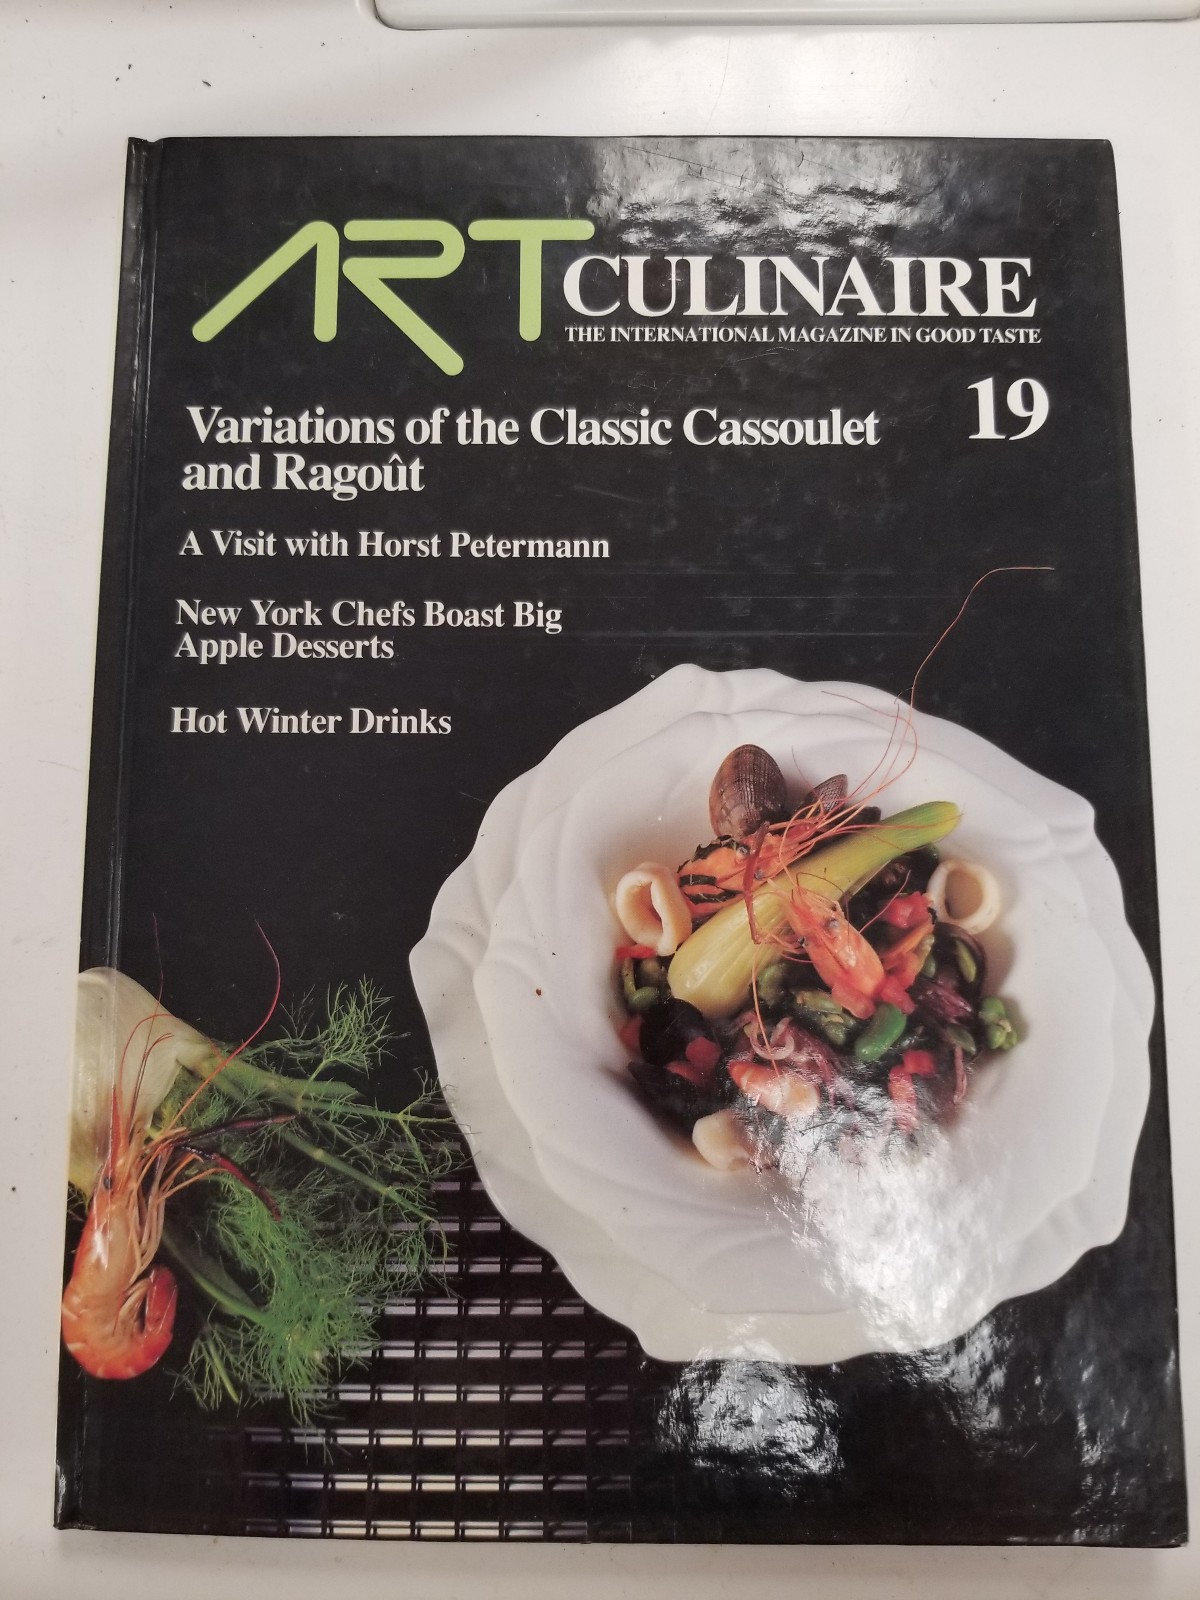 ART CULINAIRE
THE INTERNATIONAL MAGAZINE IN GOOD TASTE
19
Variations of the Classic Cassoulet
and Ragoût
A Visit with Horst Petermann
New York Chefs Boast Big
Apple Desserts
Hot Winter Drinks